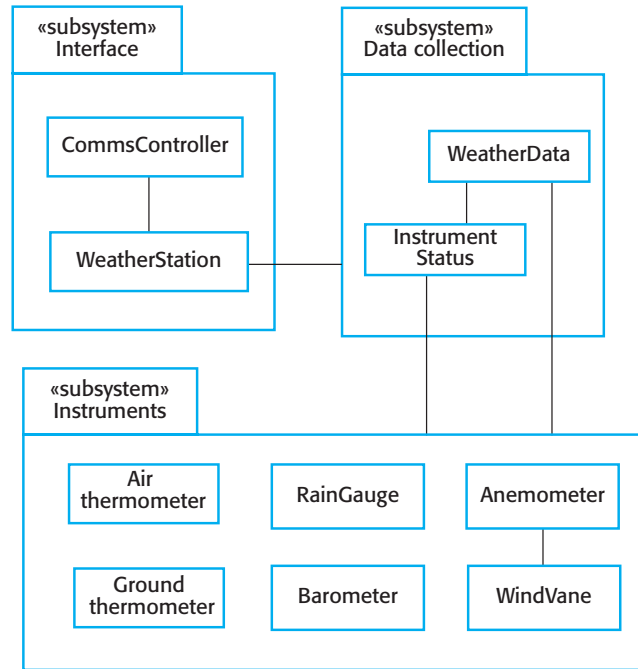 «subsystem»
Interface
CommsController
WeatherStation
«subsystem»
Data collection
WeatherData
Instrument
Status
«subsystem»
Instruments
Air
thermometer
RainGauge
Anemometer
Ground
thermometer
Barometer
WindVane